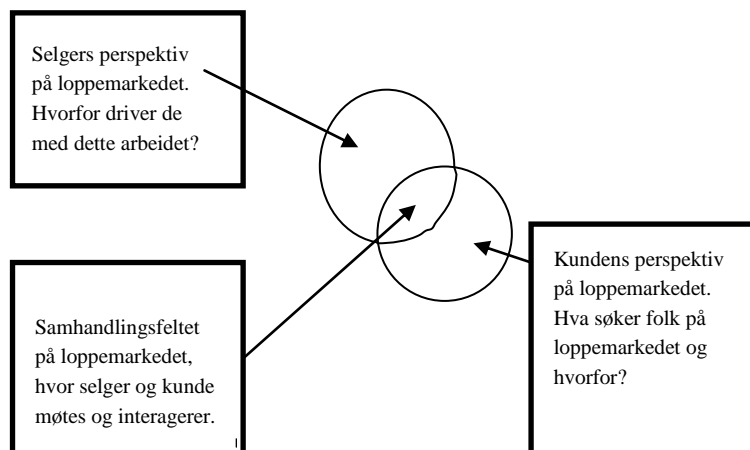 Selgers perspektiv
på loppemarkedet.
Hvorfor driver de
med dette arbeidet?
Samhandlingsfeltet
på loppemarkedet,
hvor selger og kunde
møtes og interagerer.
Kundens perspektiv
på loppemarkedet.
Hva søker folk på
loppemarkedet og
hvorfor?